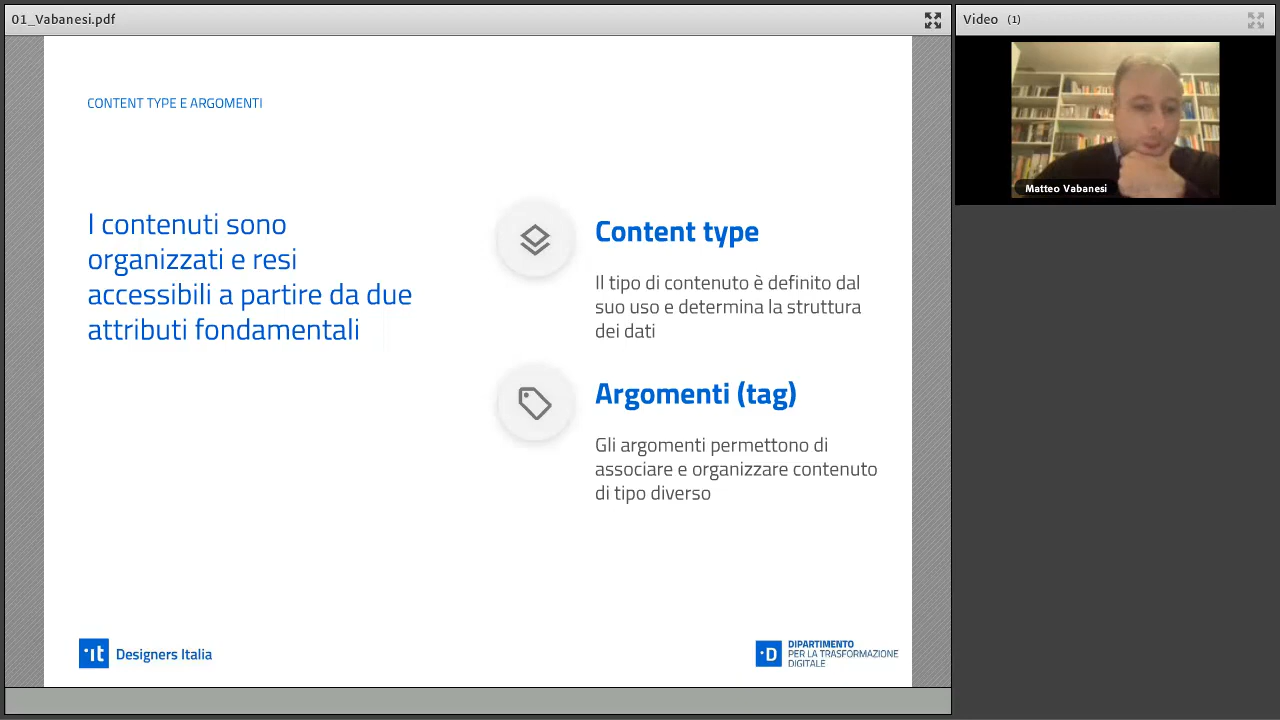 01_Vabanesi.pdf
Video (1)
CONTENT TYPE E ARGOMENTI
I contenuti sono
organizzati e resi
accessibili a partire da due
attributi fondamentali
Content type
Il tipo di contenuto è definito dal
suo uso e determina la struttura
dei dati
Argomenti (tag)
Gli argomenti permettono di
associare e organizzare contenuto
di tipo diverso
Matteo Vabanesi
·it Designers Italia
·D DIPARTIMENTO
PER LA TRASFORMAZIONE
DIGITALE